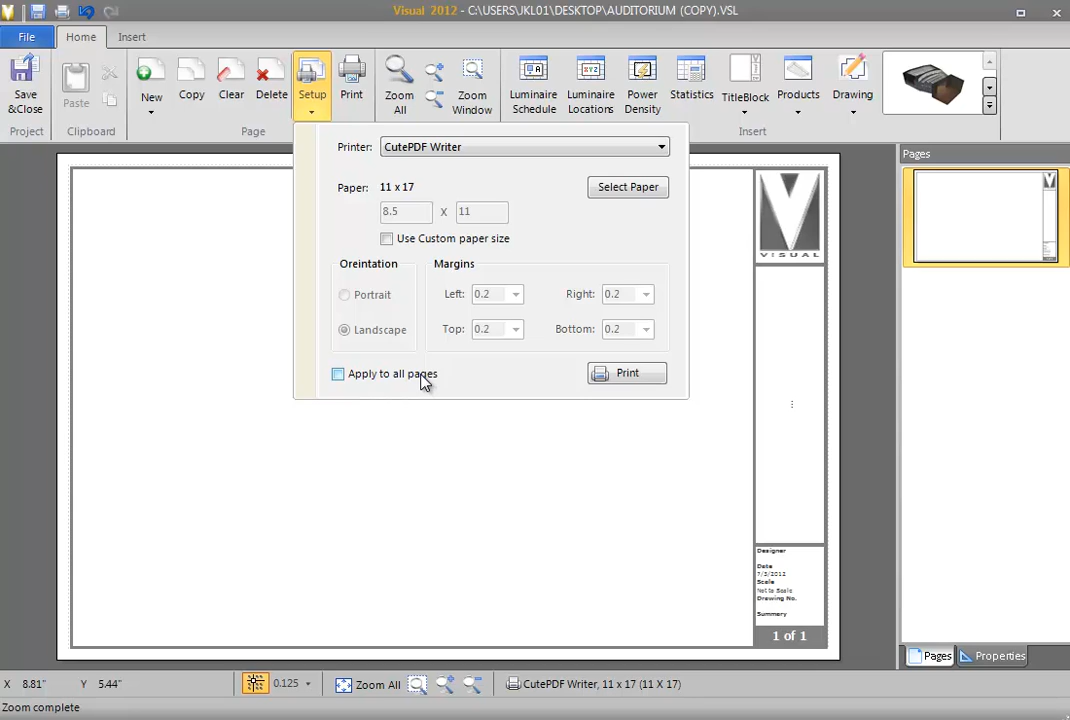 Visual 2012 - C:\USERS\UKL01\DESKTOP\AUDITORIUM (COPY).VSL
File Home Insert
Save &Close
Paste
New Copy Clear Delete Setup Print
Zoom All
Zoom Window
Luminaire Schedule
Luminaire Locations
Power Density
Statistics TitleBlock Products Drawing
Project Clipboard Page Insert
Printer: CutePDF Writer
Paper: 11 x 17 Select Paper
8.5 X 11
Use Custom paper size
Oreintation Margins
Portrait Left: 0.2 Right: 0.2
Landscape Top: 0.2 Bottom: 0.2
Apply to all pages Print
VISUAL
Designer
Date
7/3/2012
Scale
Not to Scale
Drawing No.
Summary
1 of 1
Pages
Pages Properties
X 8.81" Y 5.44" 0.125 Zoom All CutePDF Writer, 11 x 17 (11 X 17)
Zoom complete